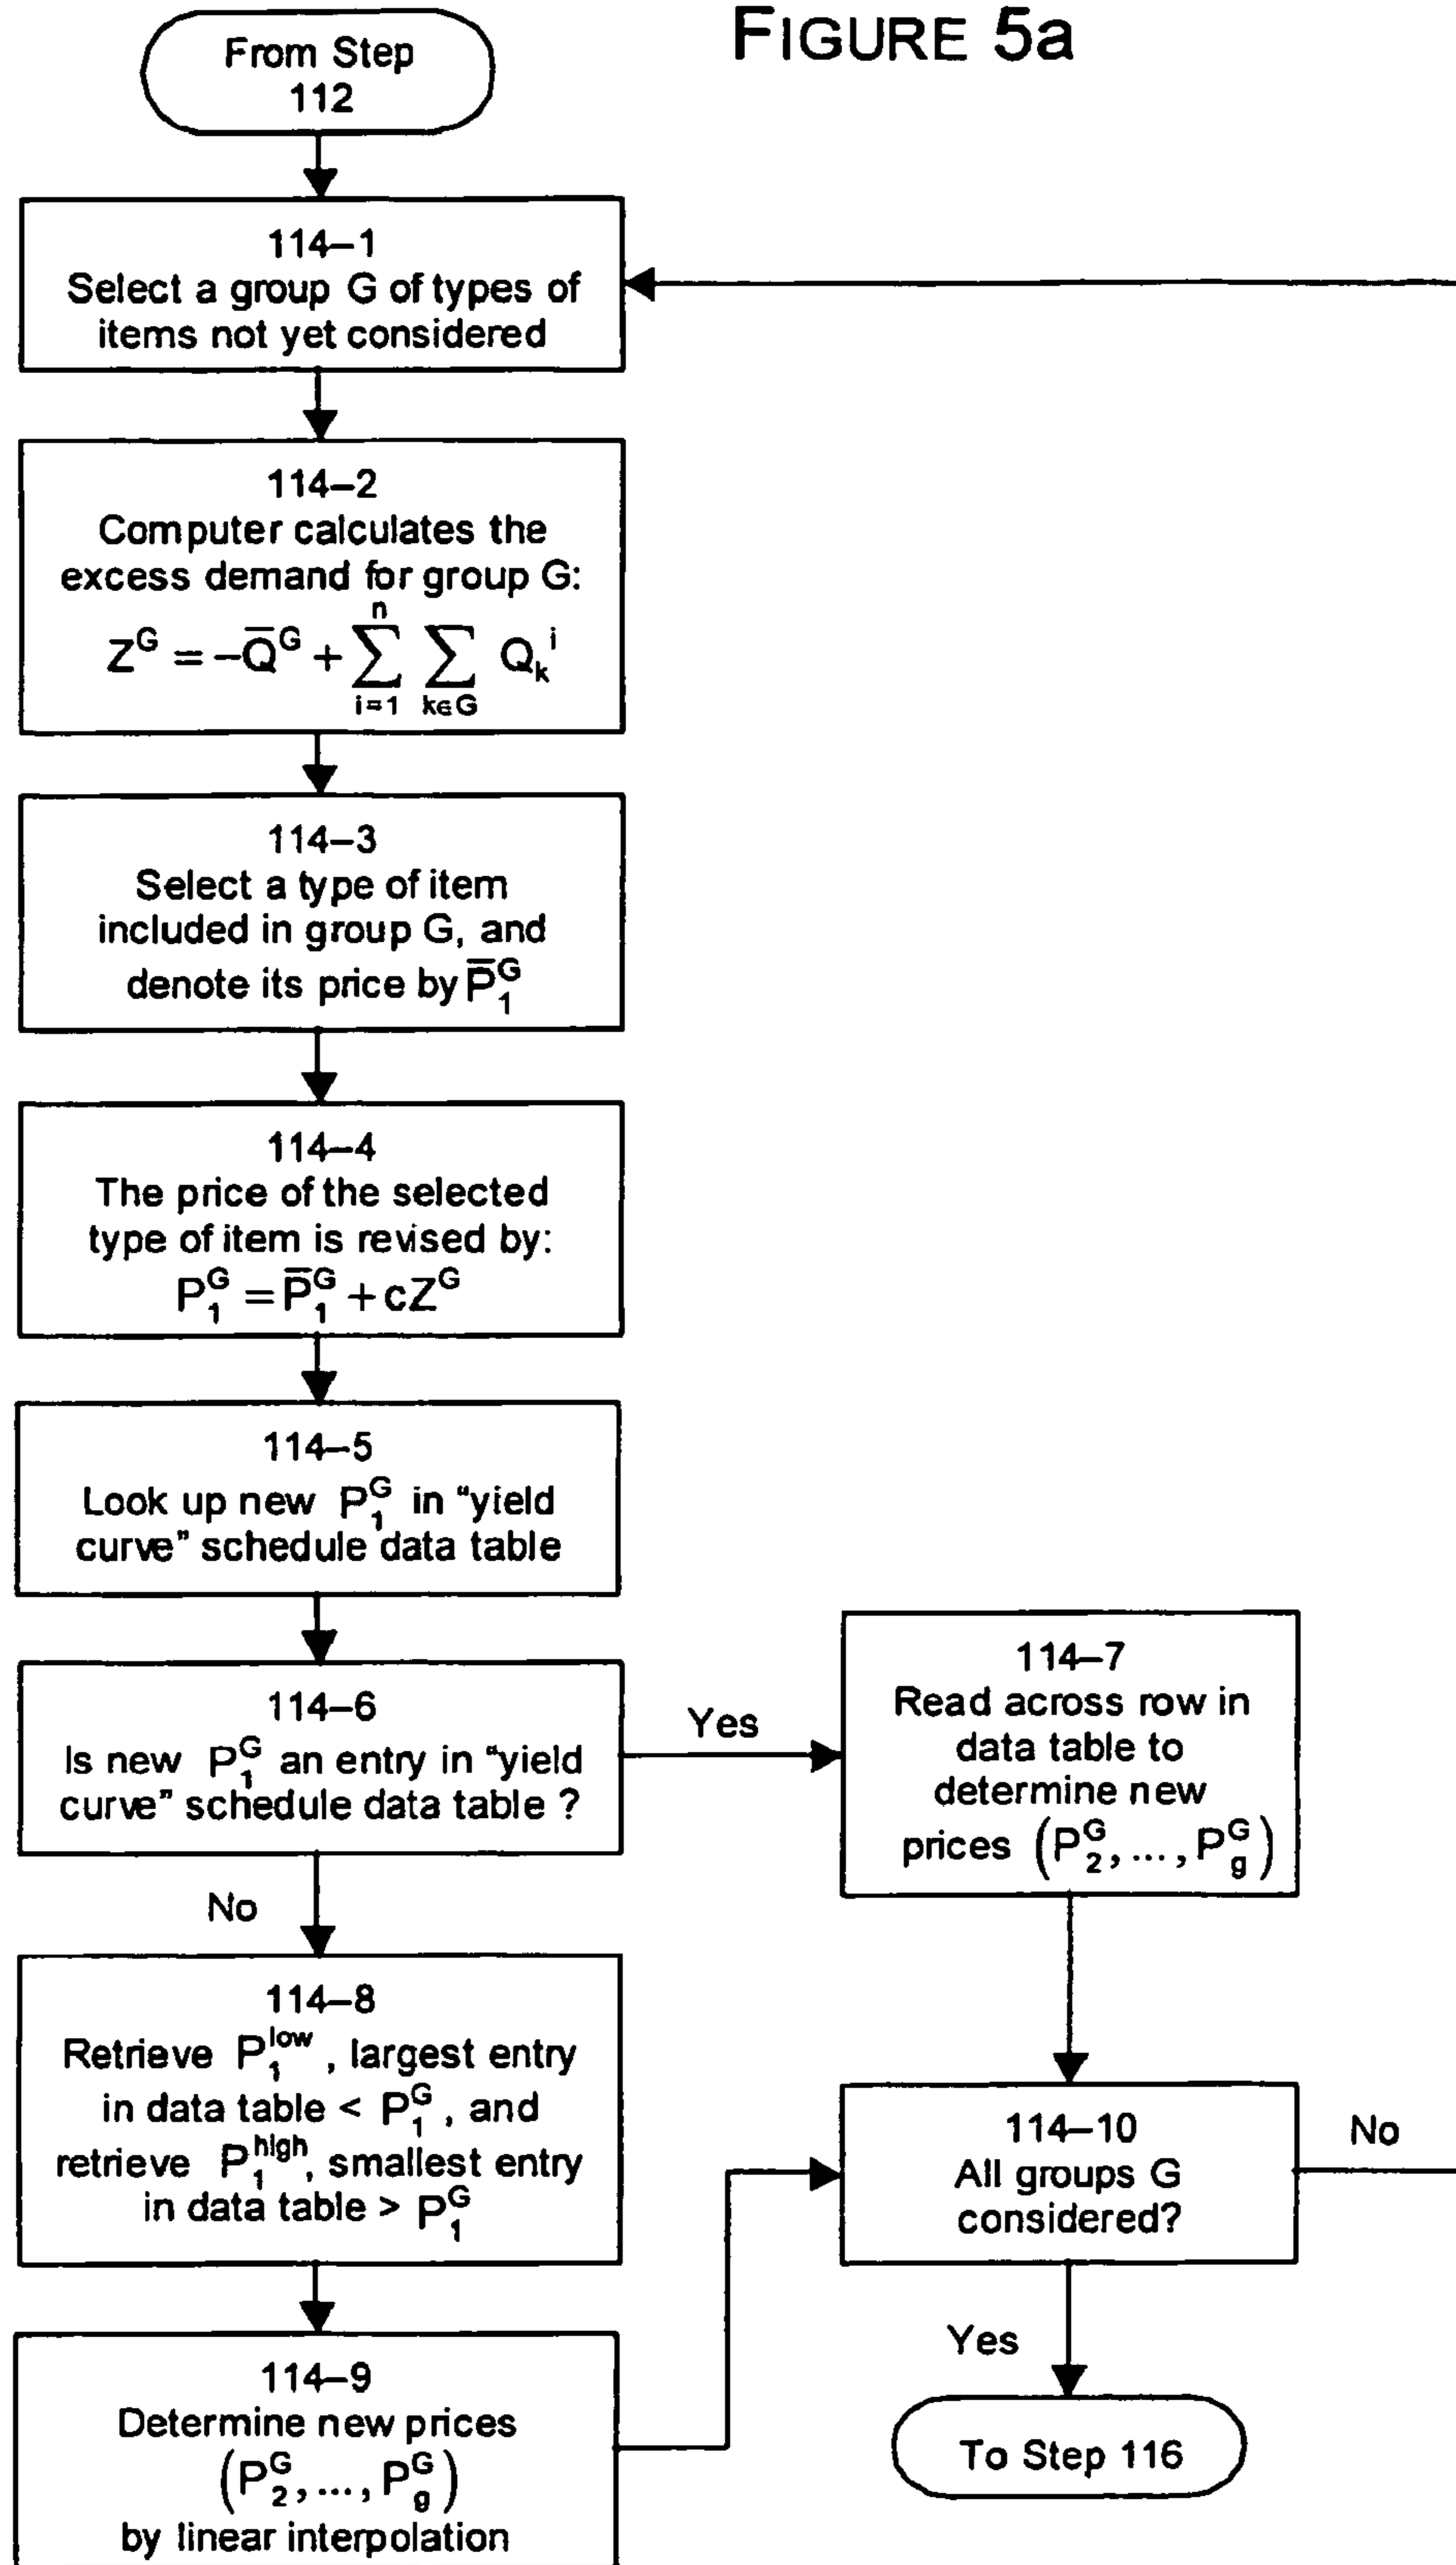 FIGURE 5a
From Step
112
114–1
Select a group G of types of
items not yet considered
114–2
Computer calculates the
excess demand for group G:
Z^G = –Q̅^G + ∑_{i=1}^{n} ∑_{k∈G} Q_k^i
114–3
Select a type of item
included in group G, and
denote its price by P̅_1^G
114–4
The price of the selected
type of item is revised by:
P_1^G = P̅_1^G + cZ^G
114–5
Look up new P_1^G in “yield
curve” schedule data table
114–6
Is new P_1^G an entry in “yield
curve” schedule data table ?
Yes
No
114–7
Read across row in
data table to
determine new
prices (P_2^G, ..., P_g^G)
114–8
Retrieve P_1^low , largest entry
in data table < P_1^G , and
retrieve P_1^high, smallest entry
in data table > P_1^G
114–9
Determine new prices
(P_2^G, ..., P_g^G)
by linear interpolation
114–10
All groups G
considered?
No
Yes
To Step 116